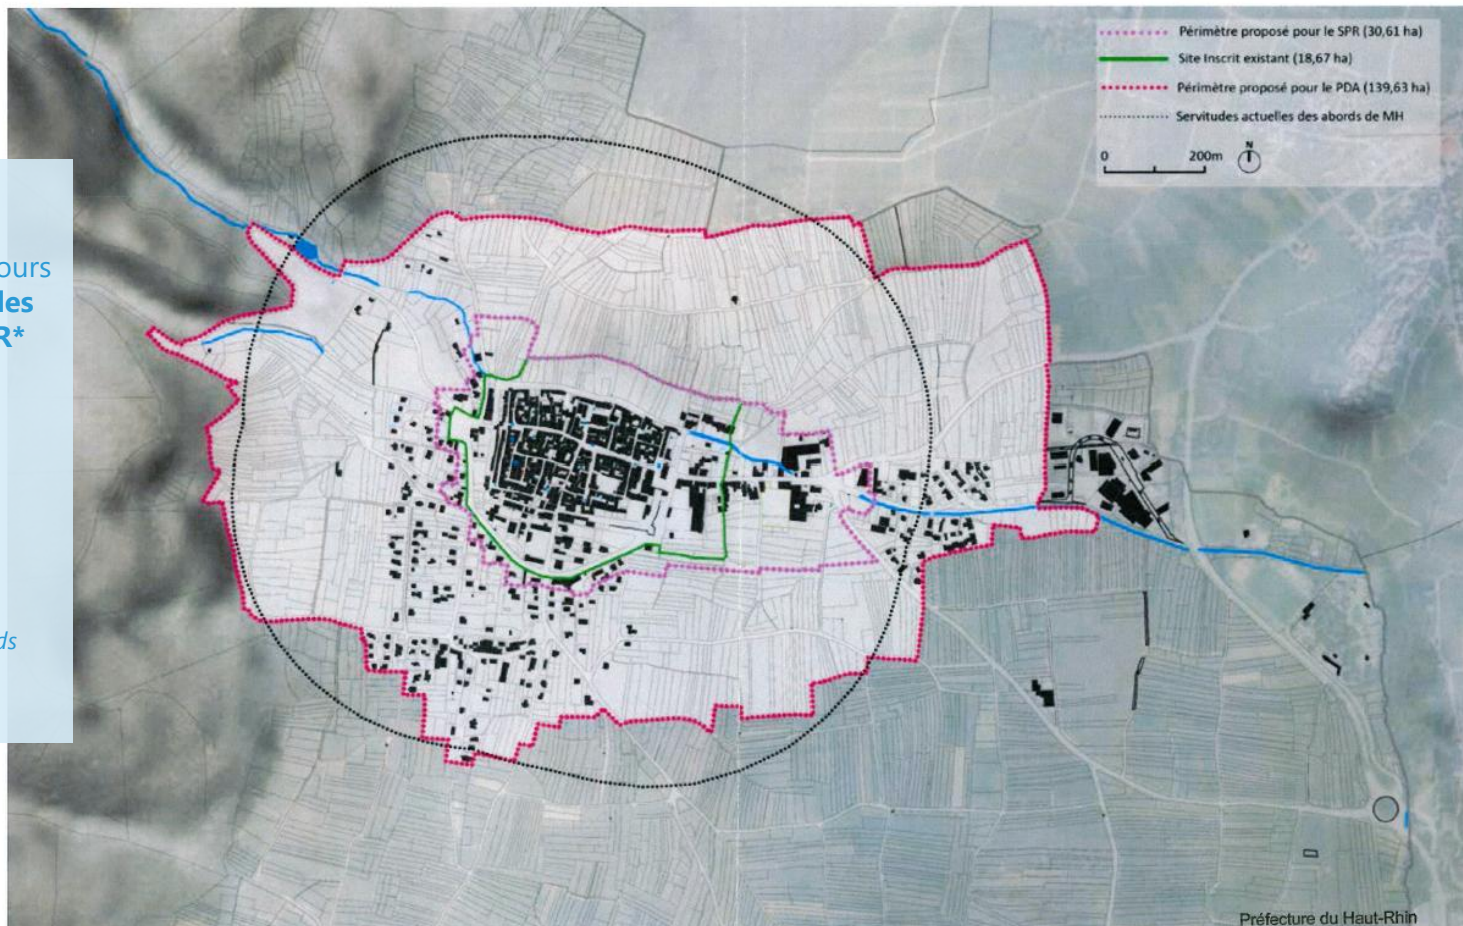 Périmètre proposé pour le SPR (30,61 ha)
Site Inscrit existant (18,67 ha)
Périmètre proposé pour le PDA (139,63 ha)
Servitudes actuelles des abords de MH
0 200m N
ours
les
R*
ds
Préfecture du Haut-Rhin